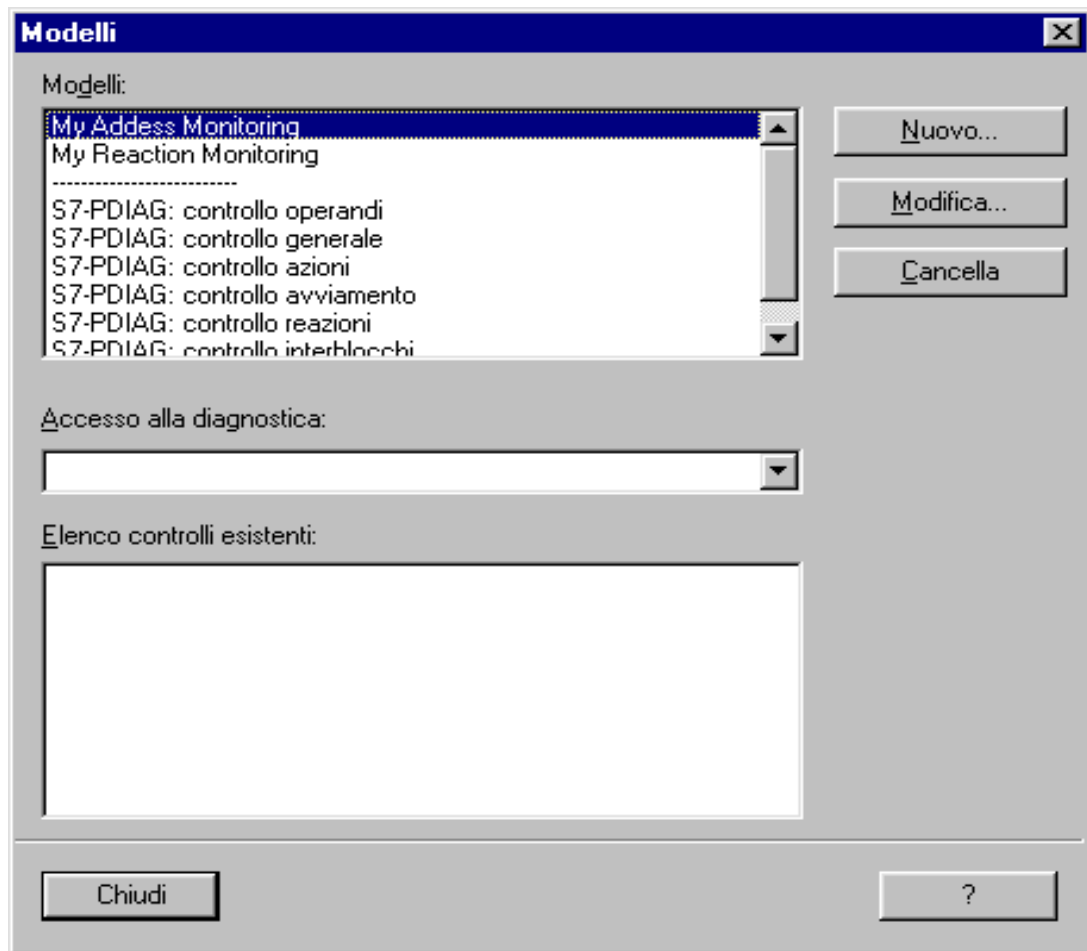 Modelli
Modelli:
My Addess Monitoring
My Reaction Monitoring
--------------------------
S7-PDIAG: controllo operandi
S7-PDIAG: controllo generale
S7-PDIAG: controllo azioni
S7-PDIAG: controllo avviamento
S7-PDIAG: controllo reazioni
S7-PDIAG: controllo interblocchi
Nuovo...
Modifica...
Cancella
Accesso alla diagnostica:
Elenco controlli esistenti:
Chiudi
?